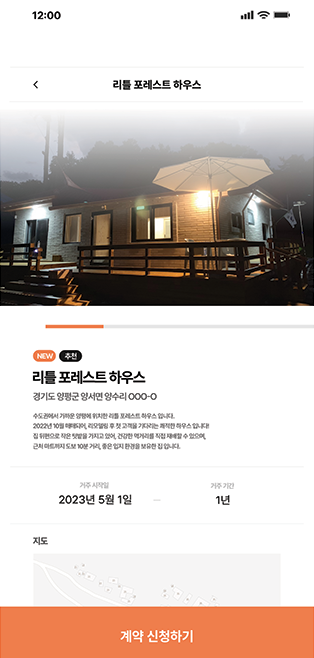 12:00
리틀 포레스트 하우스
NEW 추천
리틀 포레스트 하우스
경기도 양평군 양서면 양수리 OOO-O
수도권에서 가까운 양평에 위치한 리틀 포레스트 하우스 입니다.
2022년 10월 인테리어, 리모델링 후 첫 고객을 기다리는 쾌적한 하우스 입니다!
집 뒤편으로 작은 텃밭을 가지고 있어, 건강한 먹거리를 직접 재배할 수 있으며,
근처 마트까지 도보 10분 거리, 좋은 입지 환경을 보유한 집 입니다.
거주 시작일
거주 기간
2023년 5월 1일
1년
지도
계약 신청하기